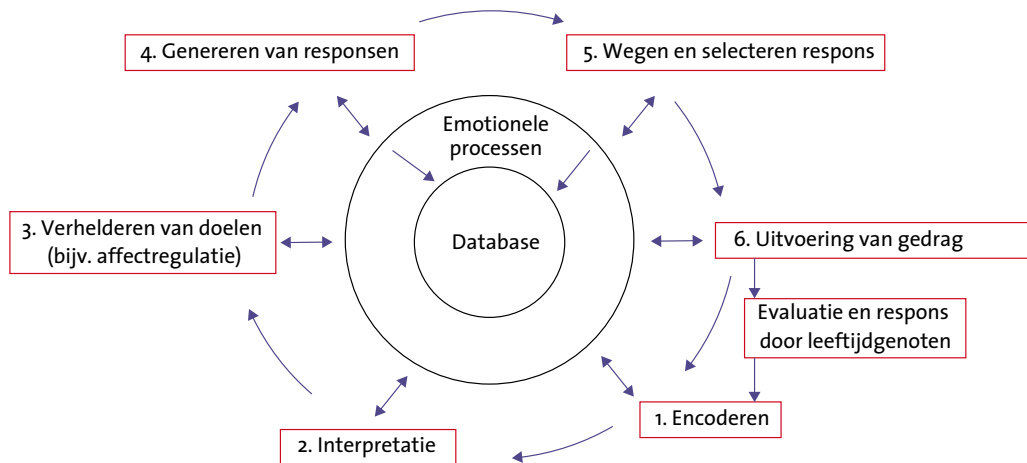 4. Genereren van responsen
5. Wegen en selecteren respons
Emotionele
processen
3. Verhelderen van doelen
(bijv. affectregulatie)
Database
6. Uitvoering van gedrag
Evaluatie en respons
door leeftijdgenoten
1. Encoderen
2. Interpretatie